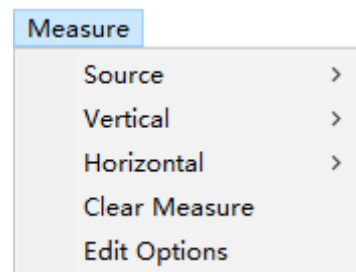 Measure
Source
Vertical
Horizontal
Clear Measure
Edit Options